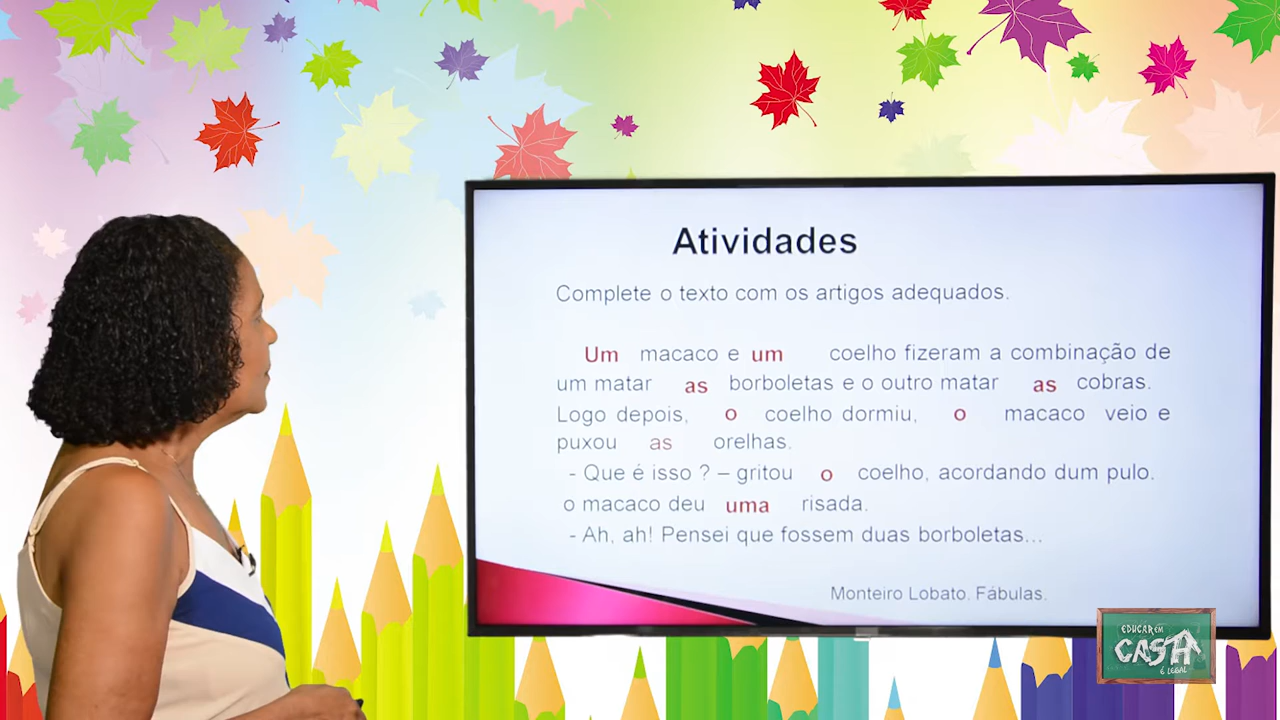 Atividades
Complete o texto com os artigos adequados.
Um macaco e um coelho fizeram a combinação de
um matar as borboletas e o outro matar as cobras.
Logo depois, o coelho dormiu, o macaco veio e
puxou as orelhas.
- Que é isso ? – gritou o coelho, acordando dum pulo.
o macaco deu uma risada.
- Ah, ah! Pensei que fossem duas borboletas...
Monteiro Lobato. Fábulas.
EDUCAR EM
CASA
É LEGAL